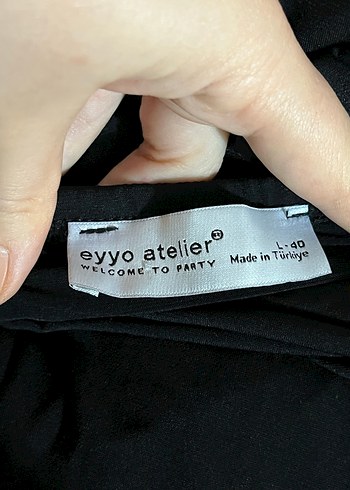 eyyo atelier®
WELCOME TO PARTY
L-40
Made in Türkiye